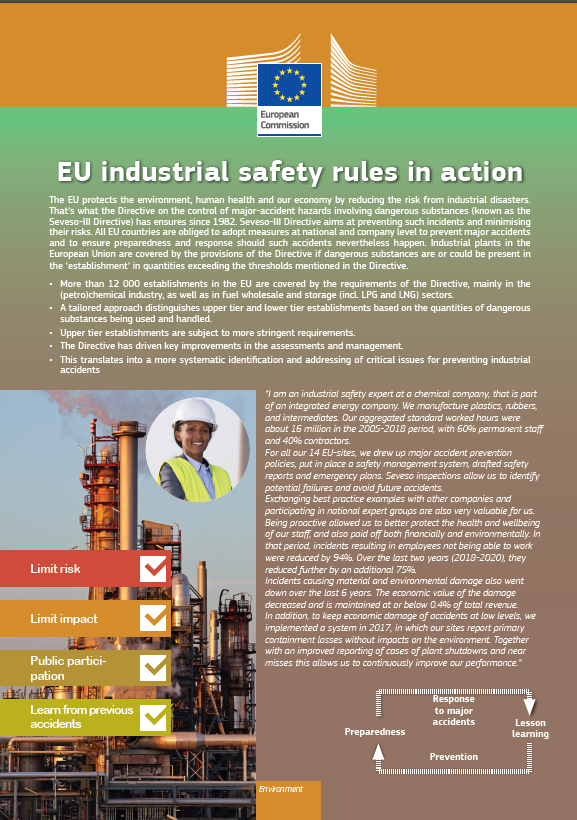 European
Commission
EU industrial safety rules in action
The EU protects the environment, human health and our economy by reducing the risk from industrial disasters.
That's what the Directive on the control of major-accident hazards involving dangerous substances (known as the
Seveso-III Directive) has ensures since 1982. Seveso-III Directive aims at preventing such incidents and minimising
their risks. All EU countries are obliged to adopt measures at national and company level to prevent major accidents
and to ensure preparedness and response should such accidents nevertheless happen. Industrial plants in the
European Union are covered by the provisions of the Directive if dangerous substances are or could be present in
the 'establishment' in quantities exceeding the thresholds mentioned in the Directive.
• More than 12 000 establishments in the EU are covered by the requirements of the Directive, mainly in the
(petro)chemical industry, as well as in fuel wholesale and storage (incl. LPG and LNG) sectors.
• A tailored approach distinguishes upper tier and lower tier establishments based on the quantities of dangerous
substances being used and handled.
• Upper tier establishments are subject to more stringent requirements.
• The Directive has driven key improvements in the assessments and management.
• This translates into a more systematic identification and addressing of critical issues for preventing industrial
accidents
"I am an industrial safety expert at a chemical company, that is part
of an integrated energy company. We manufacture plastics, rubbers,
and intermediates. Our aggregated standard worked hours were
about 16 million in the 2005-2018 period, with 60% permanent staff
and 40% contractors.
For all our 14 EU-sites, we drew up major accident prevention
policies, put in place a safety management system, drafted safety
reports and emergency plans. Seveso inspections allow us to identify
potential failures and avoid future accidents.
Exchanging best practice examples with other companies and
participating in national expert groups are also very valuable for us.
Being proactive allowed us to better protect the health and wellbeing
of our staff, and also paid off both financially and environmentally. In
that period, incidents resulting in employees not being able to work
were reduced by 94%. Over the last two years (2018-2020), they
reduced further by an additional 75%.
Incidents causing material and environmental damage also went
down over the last 6 years. The economic value of the damage
decreased and is maintained at or below 0.4% of total revenue.
In addition, to keep economic damage of accidents at low levels, we
implemented a system in 2017, in which our sites report primary
containment losses without impacts on the environment. Together
with an improved reporting of cases of plant shutdowns and near
misses this allows us to continuously improve our performance."
Limit risk
Limit impact
Public partici-
pation
Learn from previous
accidents
Response
to major
accidents
Preparedness
Lesson
learning
Prevention
Environment